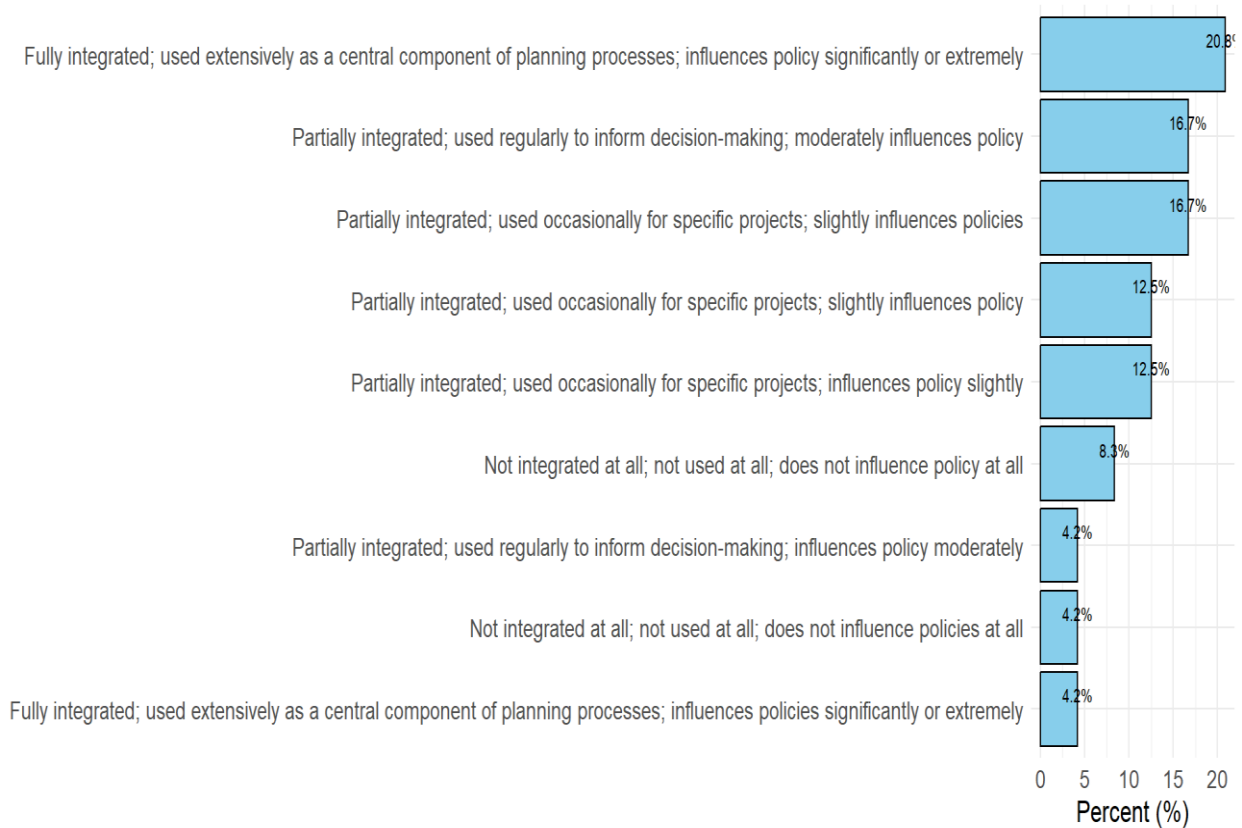 Fully integrated; used extensively as a central component of planning processes; influences policy significantly or extremely
20.8%
Partially integrated; used regularly to inform decision-making; moderately influences policy
16.7%
Partially integrated; used occasionally for specific projects; slightly influences policies
16.7%
Partially integrated; used occasionally for specific projects; slightly influences policy
12.5%
Partially integrated; used occasionally for specific projects; influences policy slightly
12.5%
Not integrated at all; not used at all; does not influence policy at all
8.3%
Partially integrated; used regularly to inform decision-making; influences policy moderately
4.2%
Not integrated at all; not used at all; does not influence policies at all
4.2%
Fully integrated; used extensively as a central component of planning processes; influences policies significantly or extremely
4.2%
0 5 10 15 20
Percent (%)